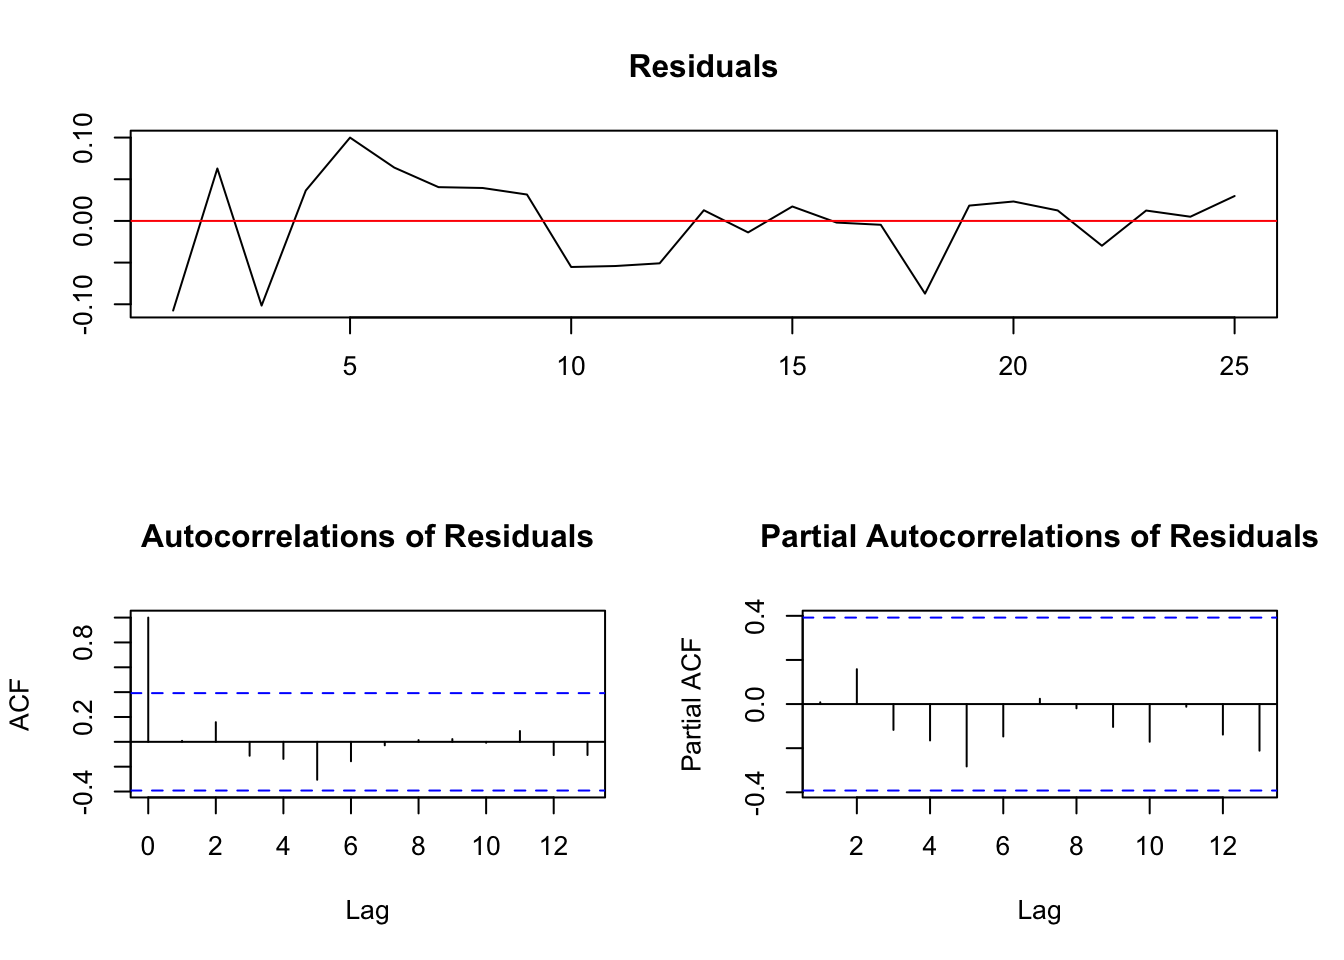 Residuals
0.10
0.00
-0.10
5 10 15 20 25
Autocorrelations of Residuals
ACF
0.8
0.2
-0.4
0 2 4 6 8 10 12
Lag
Partial Autocorrelations of Residuals
Partial ACF
0.4
0.0
-0.4
2 4 6 8 10 12
Lag